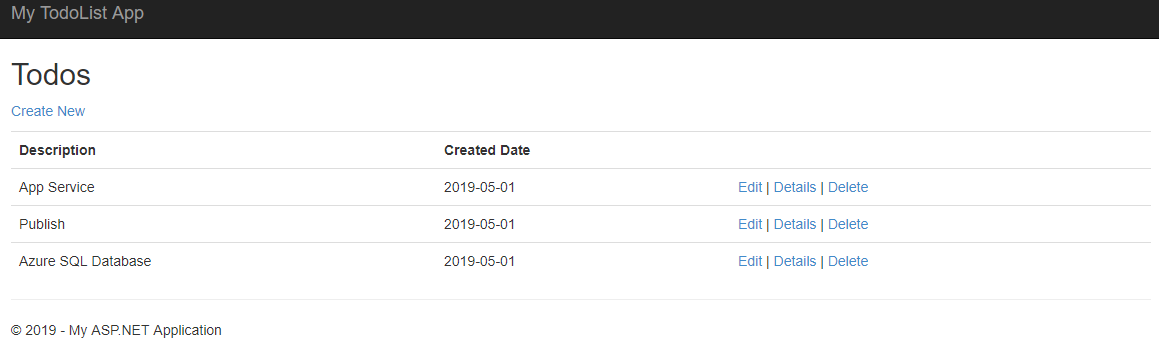 My TodoList App
Todos
Create New
Description Created Date
App Service 2019-05-01 Edit | Details | Delete
Publish 2019-05-01 Edit | Details | Delete
Azure SQL Database 2019-05-01 Edit | Details | Delete
© 2019 - My ASP.NET Application